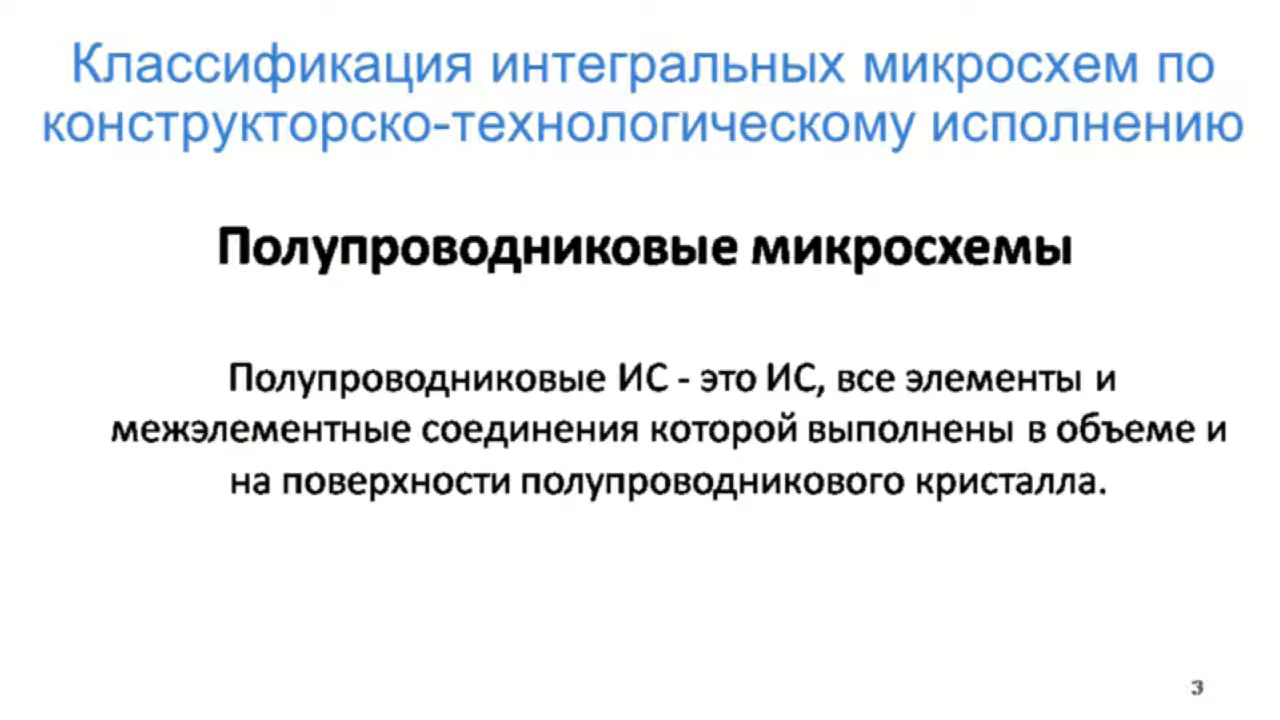 Классификация интегральных микросхем по
конструкторско-технологическому исполнению
Полупроводниковые микросхемы
Полупроводниковые ИС - это ИС, все элементы и
межэлементные соединения которой выполнены в объеме и
на поверхности полупроводникового кристалла.
3